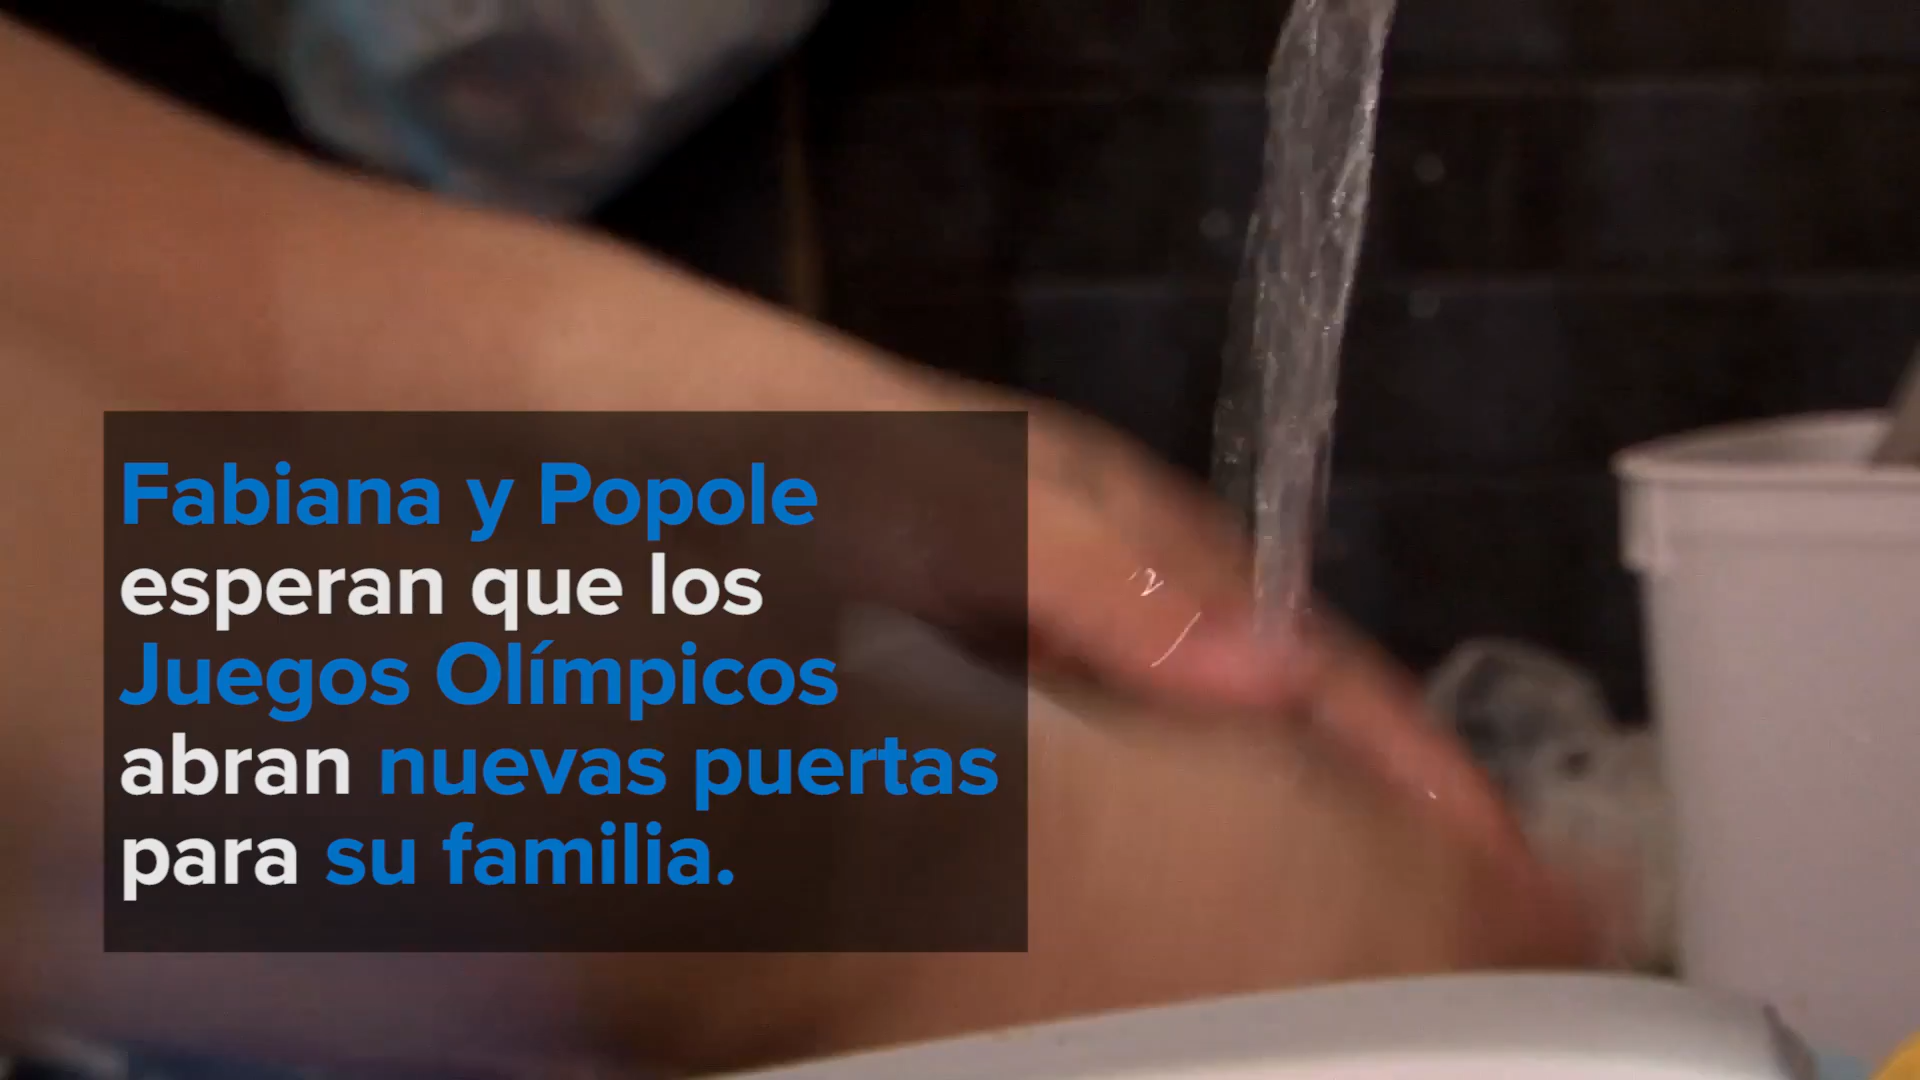 Fabiana y Popole
esperan que los
Juegos Olímpicos
abran nuevas puertas
para su familia.